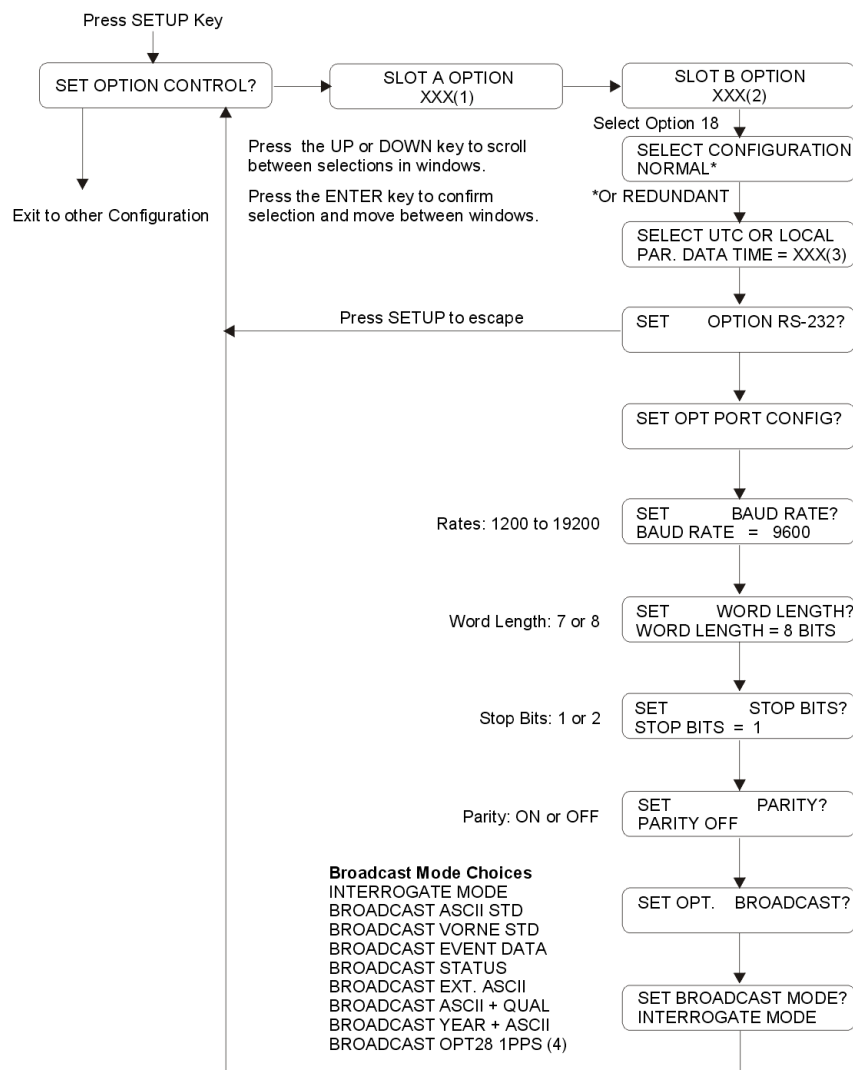 Press SETUP Key
SET OPTION CONTROL?
SLOT A OPTION
XXX(1)
SLOT B OPTION
XXX(2)
Select Option 18
Press the UP or DOWN key to scroll
between selections in windows.
Press the ENTER key to confirm
selection and move between windows.
Exit to other Configuration
SELECT CONFIGURATION
NORMAL*
*Or REDUNDANT
SELECT UTC OR LOCAL
PAR. DATA TIME = XXX(3)
Press SETUP to escape
SET OPTION RS-232?
SET OPT PORT CONFIG?
Rates: 1200 to 19200
SET BAUD RATE?
BAUD RATE = 9600
Word Length: 7 or 8
SET WORD LENGTH?
WORD LENGTH = 8 BITS
Stop Bits: 1 or 2
SET STOP BITS?
STOP BITS = 1
Parity: ON or OFF
SET PARITY?
PARITY OFF
Broadcast Mode Choices
INTERROGATE MODE
BROADCAST ASCII STD
BROADCAST VORNE STD
BROADCAST EVENT DATA
BROADCAST STATUS
BROADCAST EXT. ASCII
BROADCAST ASCII + QUAL
BROADCAST YEAR + ASCII
BROADCAST OPT28 1PPS (4)
SET OPT. BROADCAST?
SET BROADCAST MODE?
INTERROGATE MODE